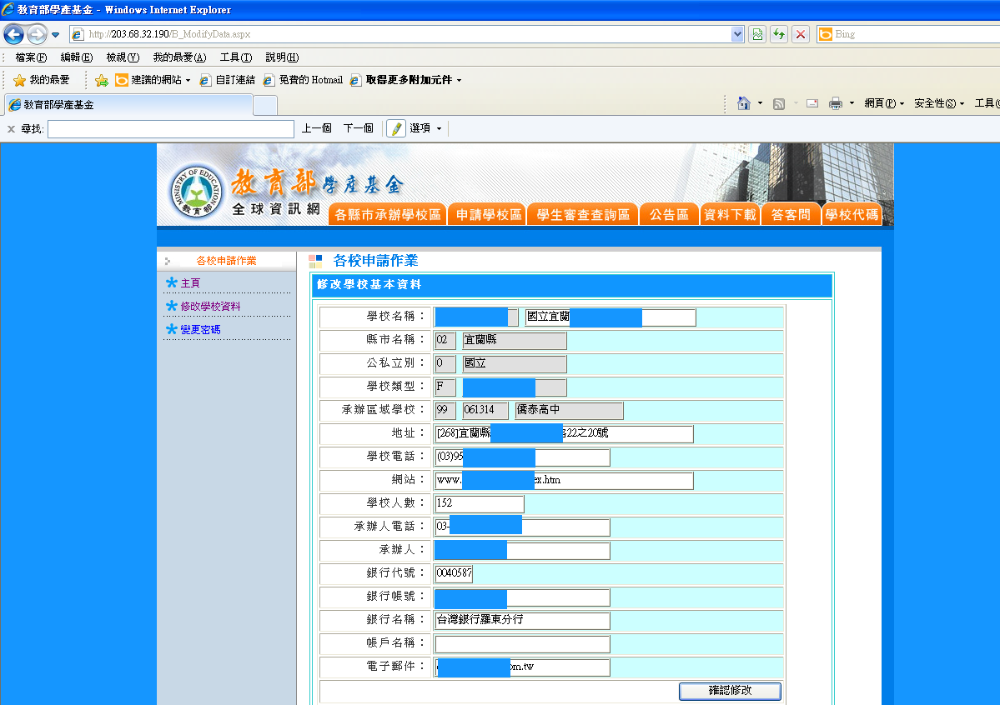 教育部學產基金 - Windows Internet Explorer
http://203.68.32.190/B_ModifyData.aspx
Bing
檔案(F) 編輯(E) 檢視(V) 我的最愛(A) 工具(T) 說明(H)
我的最愛 建議的網站 自訂連結 免費的 Hotmail 取得更多附加元件
教育部學產基金
網頁(P) 安全性(S) 工具(
x 尋找: 上一個 下一個 選項
MINISTRY OF EDUCATION
教育部
教育部學產基金
全球資訊網
各縣市承辦學校區 申請學校區 學生審查查詢區 公告區 資料下載 答客問 學校代碼
各校申請作業
主頁
修改學校資料
變更密碼
各校申請作業
修改學校基本資料
學校名稱： 國立宜蘭
縣市名稱： 02 宜蘭縣
公私立別： 0 國立
學校類型： F
承辦區域學校： 99 061314 僑泰高中
地址： [268]宜蘭縣 路22之20號
學校電話： (03)95
網站： www. ex.htm
學校人數： 152
承辦人電話： 03-
承辦人：
銀行代號： 0040587
銀行帳號：
銀行名稱： 台灣銀行羅東分行
帳戶名稱：
電子郵件： om.tw
確認修改